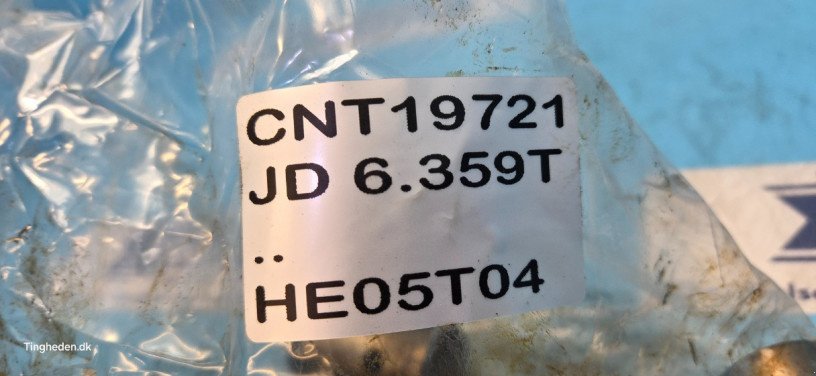 CNT19721
JD 6.359T
..
HE05T04
Tingheden.dk